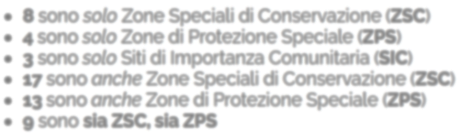 • 8 sono solo Zone Speciali di Conservazione (ZSC)
• 4 sono solo Zone di Protezione Speciale (ZPS)
• 3 sono solo Siti di Importanza Comunitaria (SIC)
• 17 sono anche Zone Speciali di Conservazione (ZSC)
• 13 sono anche Zone di Protezione Speciale (ZPS)
• 9 sono sia ZSC, sia ZPS